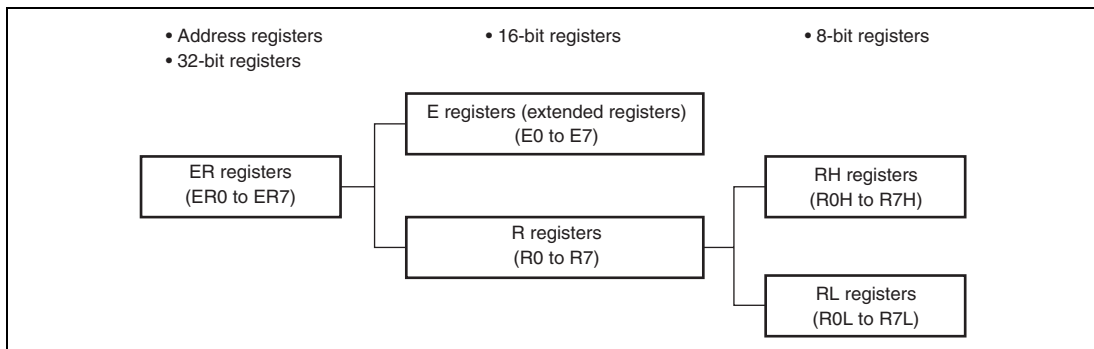 • Address registers
• 32-bit registers
• 16-bit registers
• 8-bit registers
E registers (extended registers)
(E0 to E7)
ER registers
(ER0 to ER7)
RH registers
(R0H to R7H)
R registers
(R0 to R7)
RL registers
(R0L to R7L)